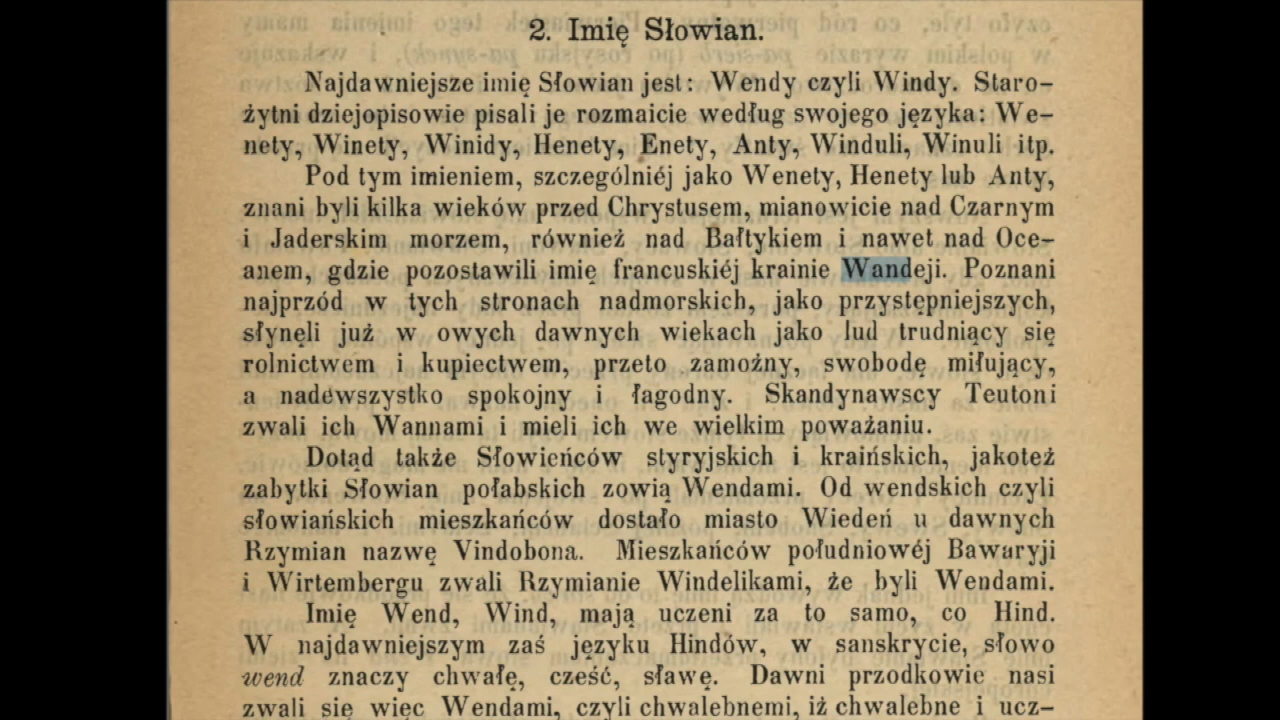 2. Imię Słowian.
Najdawniejsze imię Słowian jest: Wendy czyli Windy. Staro-
żytni dziejopisowie pisali je rozmaicie według swojego języka: We-
nety, Winety, Winidy, Henety, Enety, Anty, Winduli, Winuli itp.
Pod tym imieniem, szczególniéj jako Wenety, Henety lub Anty,
znani byli kilka wieków przed Chrystusem, mianowicie nad Czarnym
i Jaderskim morzem, również nad Bałtykiem i nawet nad Oce-
anem, gdzie pozostawili imię francuskiéj krainie Wandeji. Poznani
najprzód w tych stronach nadmorskich, jako przystępniejszych,
słynęli już w owych dawnych wiekach jako lud trudniący się
rolnictwem i kupiectwem, przeto zamożny, swobodę miłujący,
a nadewszystko spokojny i łagodny. Skandynawscy Teutoni
zwali ich Wannami i mieli ich we wielkim poważaniu.
Dotąd także Słowieńców styryjskich i kraińskich, jakoteż
zabytki Słowian połabskich zowią Wendami. Od wendskich czyli
słowiańskich mieszkańców dostało miasto Wiedeń u dawnych
Rzymian nazwę Vindobona. Mieszkańców południowéj Bawaryji
i Wirtembergu zwali Rzymianie Windelikami, że byli Wendami.
Imię Wend, Wind, mają uczeni za to samo, co Hind.
W najdawniejszym zaś języku Hindów, w sanskrycie, słowo
wend znaczy chwałę, cześć, sławę. Dawni przodkowie nasi
zwali się więc Wendami, czyli chwalebnemi, iż chwalebne i ucz-